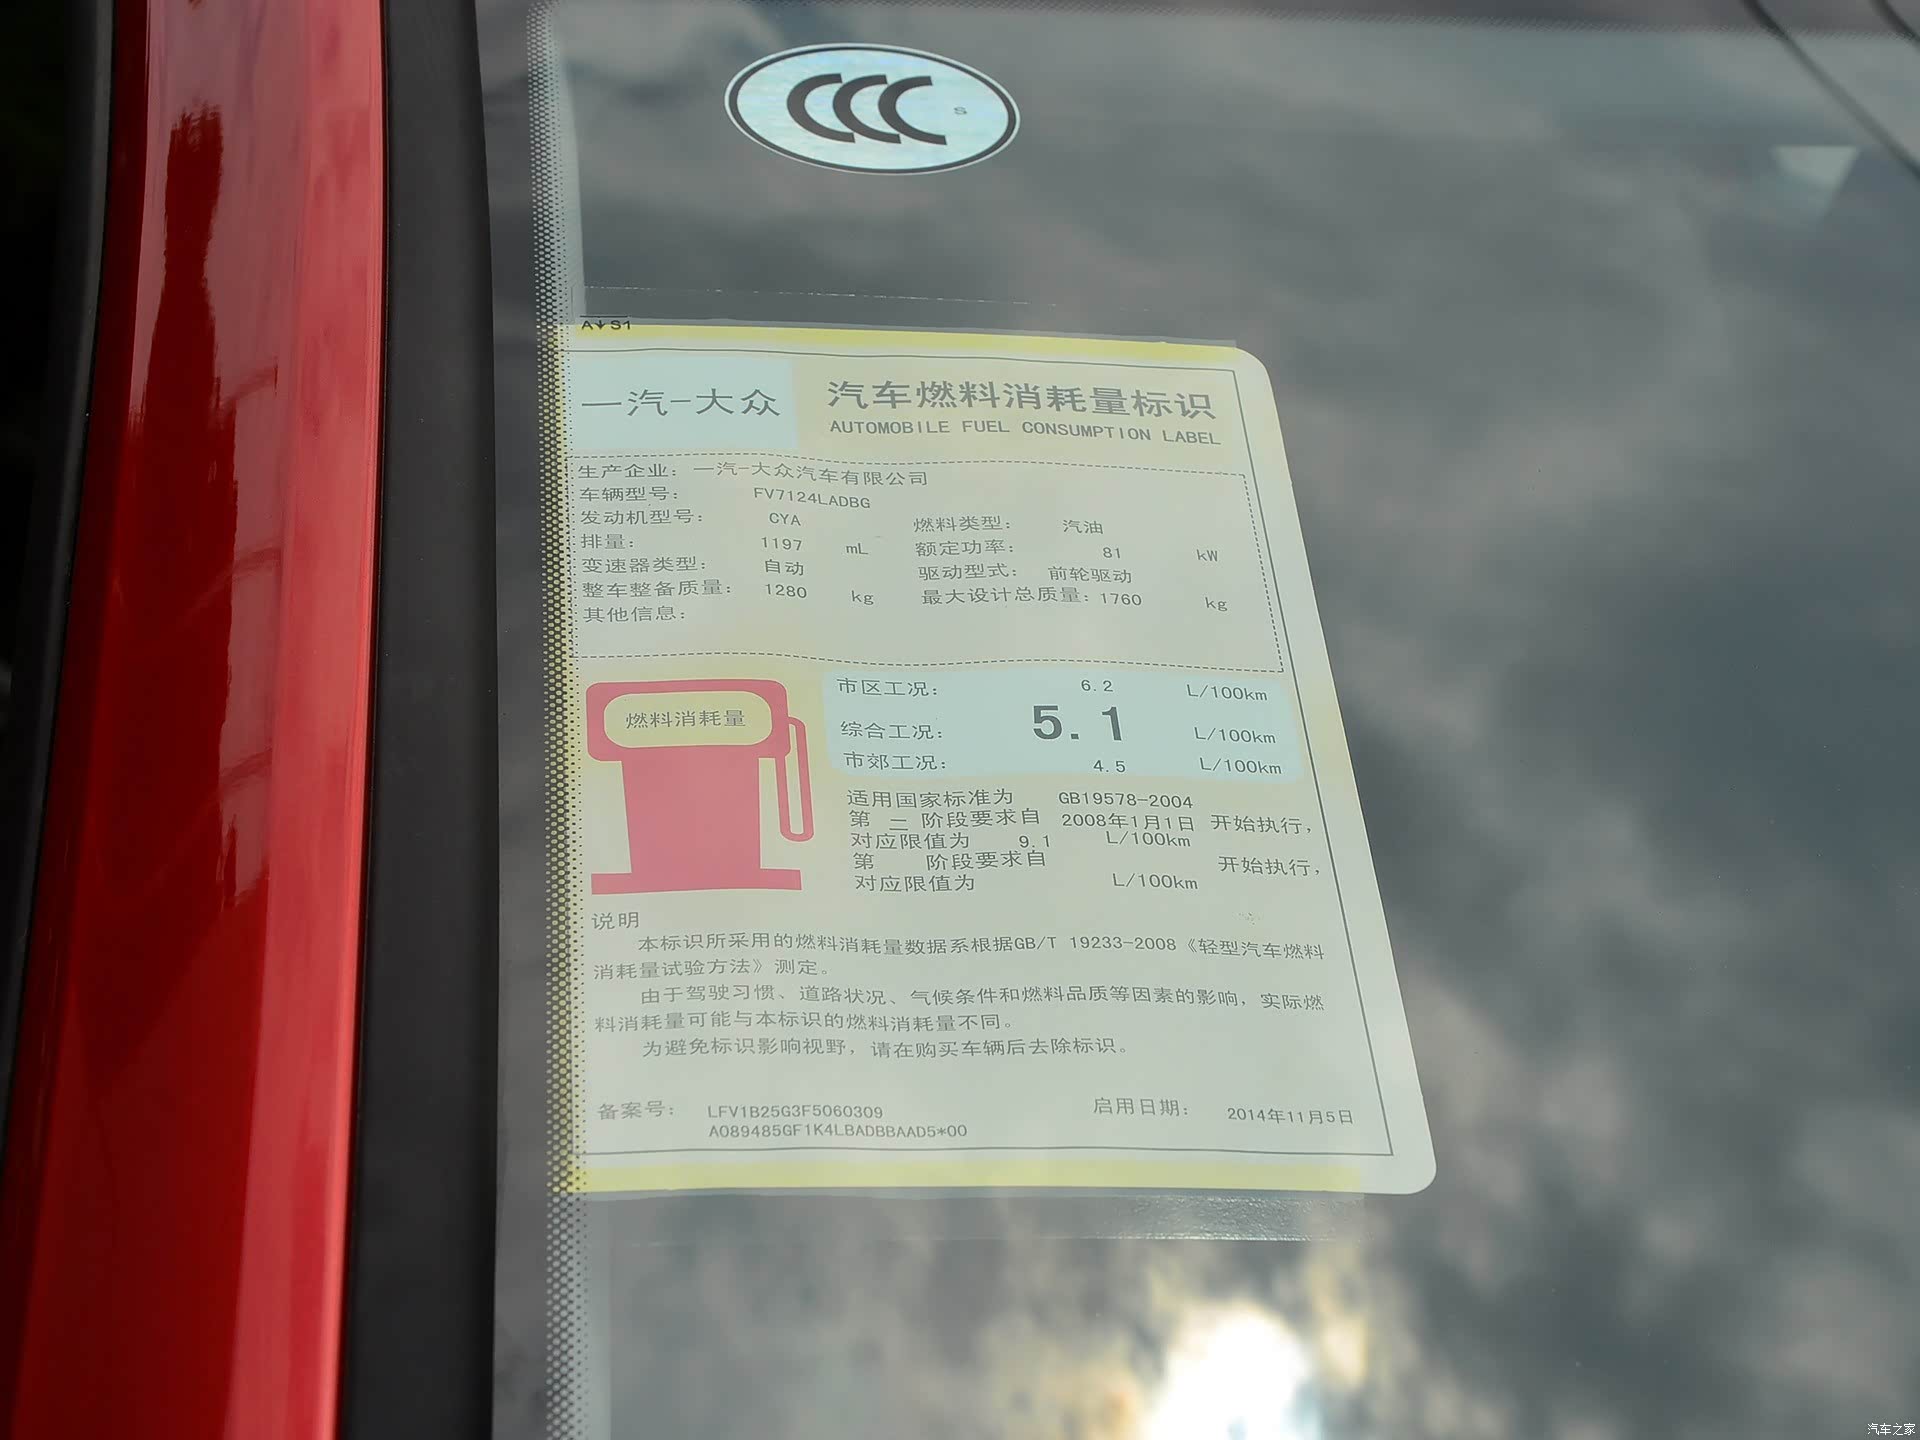 CCC S
A S1
一汽-大众
汽车燃料消耗量标识
AUTOMOBILE FUEL CONSUMPTION LABEL
生产企业: 一汽-大众汽车有限公司
车辆型号: FV7124LADBG
发动机型号: CYA 燃料类型: 汽油
排量: 1197 mL 额定功率: 81 kW
变速器类型: 自动 驱动型式: 前轮驱动
整车整备质量: 1280 kg 最大设计总质量: 1760 kg
其他信息:
燃料消耗量
市区工况: 6.2 L/100km
综合工况: 5.1 L/100km
市郊工况: 4.5 L/100km
适用国家标准为 GB19578-2004
第 二 阶段要求自 2008年1月1日 开始执行,
对应限值为 9.1 L/100km
第 阶段要求自 开始执行,
对应限值为 L/100km
说明
本标识所采用的燃料消耗量数据系根据GB/T 19233-2008《轻型汽车燃料
消耗量试验方法》测定。
由于驾驶习惯、道路状况、气候条件和燃料品质等因素的影响, 实际燃
料消耗量可能与本标识的燃料消耗量不同。
为避免标识影响视野, 请在购买车辆后去除标识。
备案号: LFV1B25G3F5060309 启用日期: 2014年11月5日
A089485GF1K4LBADBBAAD5*00
汽车之家